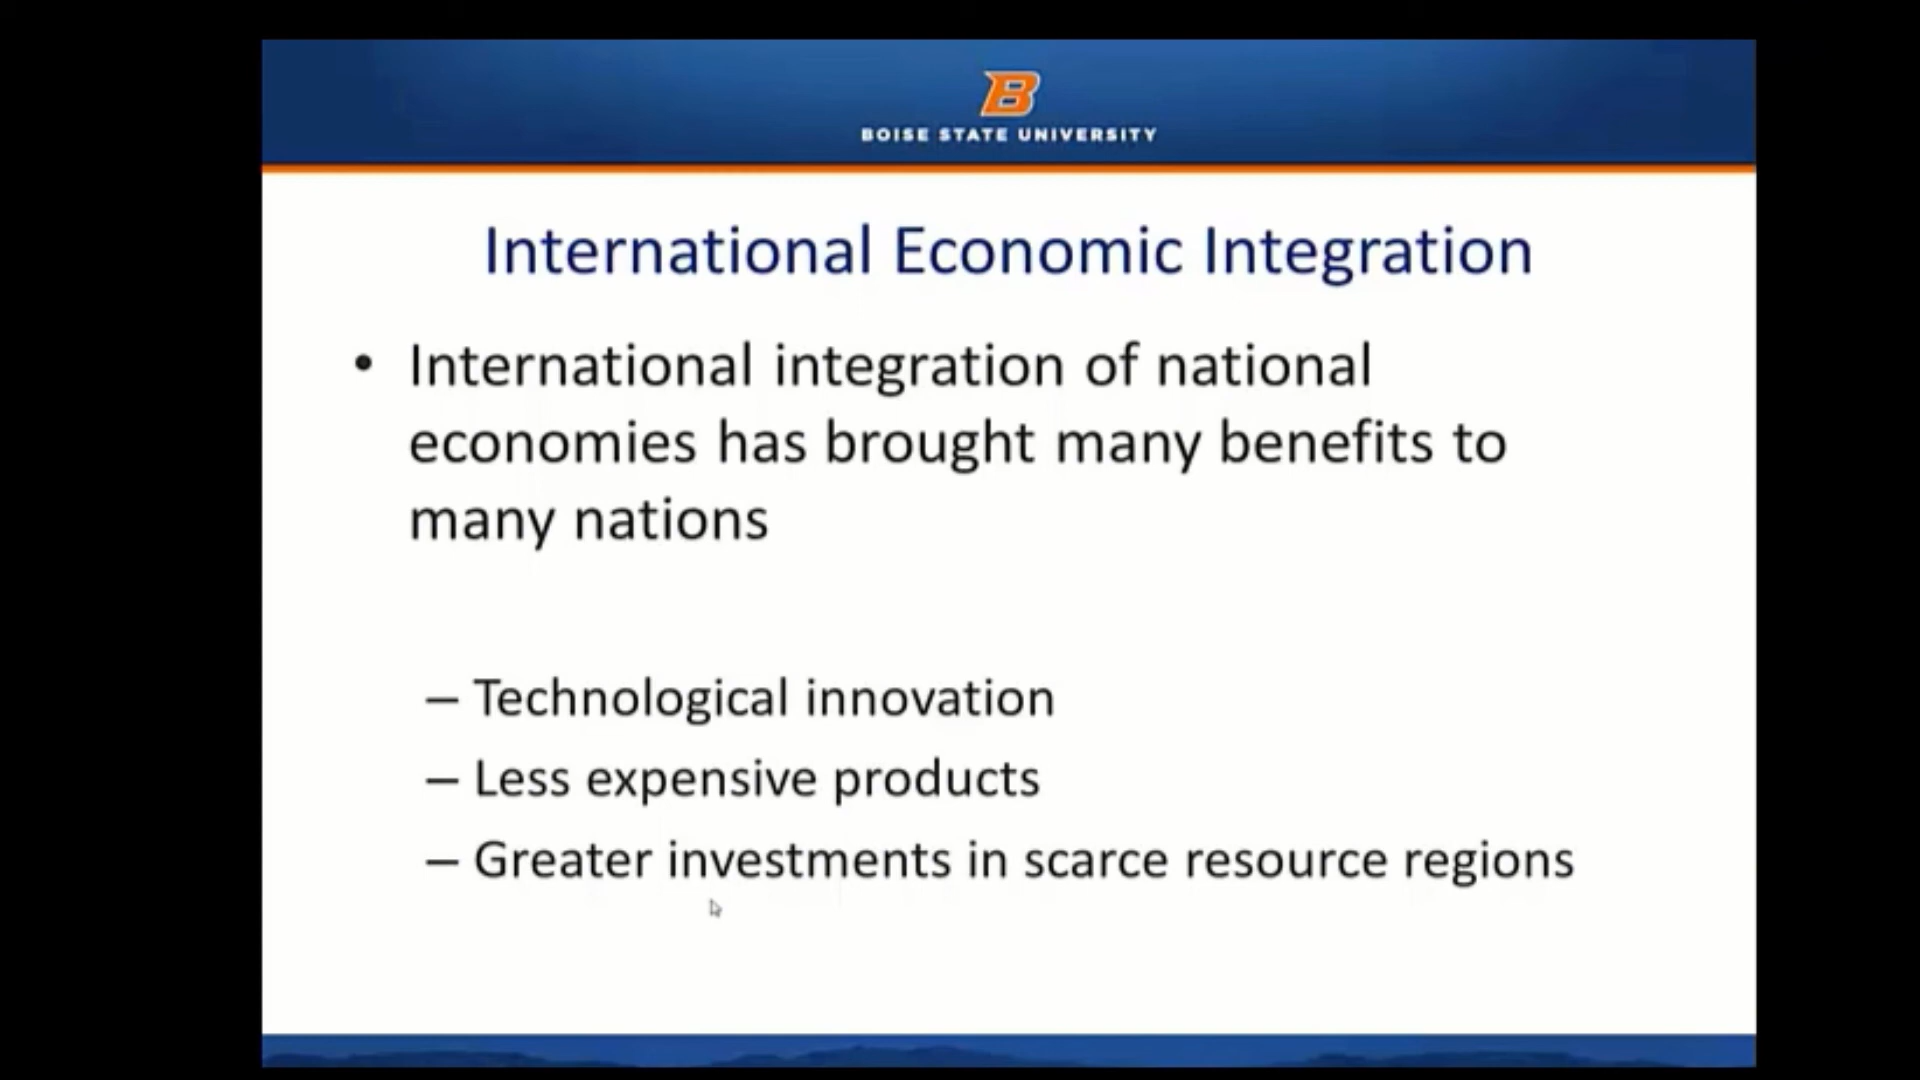 B
BOISE STATE UNIVERSITY
International Economic Integration
• International integration of national
economies has brought many benefits to
many nations
– Technological innovation
– Less expensive products
– Greater investments in scarce resource regions